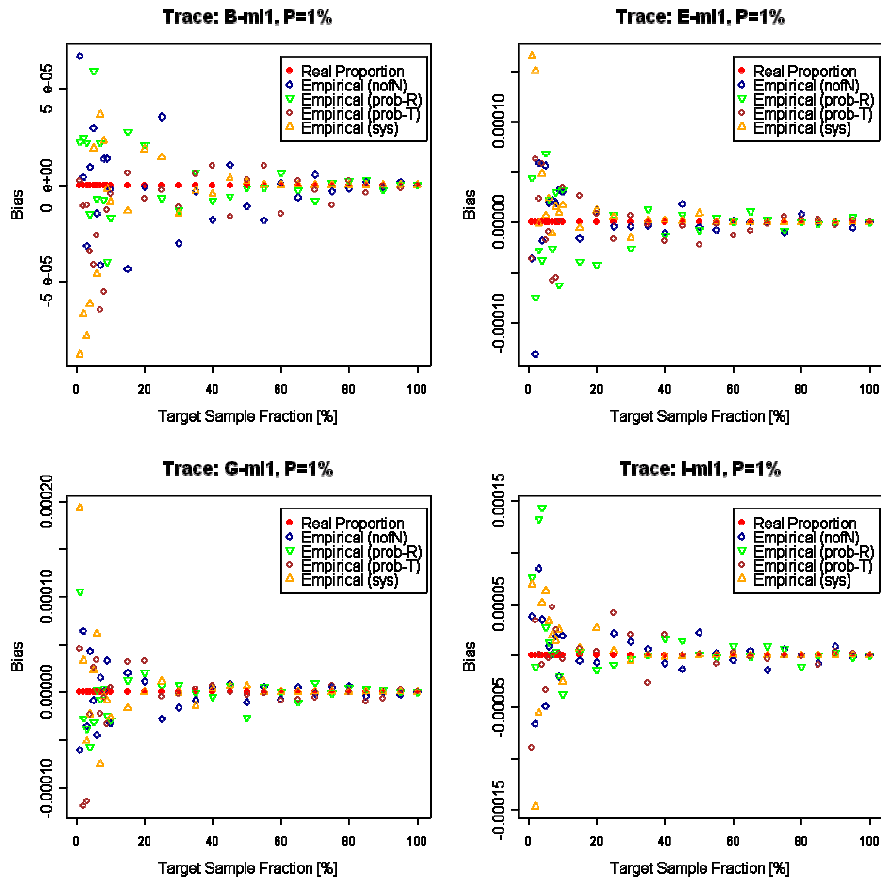 Trace: B-mI1, P=1%
Real Proportion
Empirical (nofN)
Empirical (prob-R)
Empirical (prob-T)
Empirical (sys)
5 e-05
0 e+00
-5 e-05
Bias
0 20 40 60 80 100
Target Sample Fraction [%]
Trace: E-mI1, P=1%
Real Proportion
Empirical (nofN)
Empirical (prob-R)
Empirical (prob-T)
Empirical (sys)
0.00010
0.00000
-0.00010
Bias
0 20 40 60 80 100
Target Sample Fraction [%]
Trace: G-mI1, P=1%
Real Proportion
Empirical (nofN)
Empirical (prob-R)
Empirical (prob-T)
Empirical (sys)
0.00020
0.00010
0.00000
-0.00010
Bias
0 20 40 60 80 100
Target Sample Fraction [%]
Trace: I-mI1, P=1%
Real Proportion
Empirical (nofN)
Empirical (prob-R)
Empirical (prob-T)
Empirical (sys)
0.00015
0.00005
-0.00005
-0.00015
Bias
0 20 40 60 80 100
Target Sample Fraction [%]